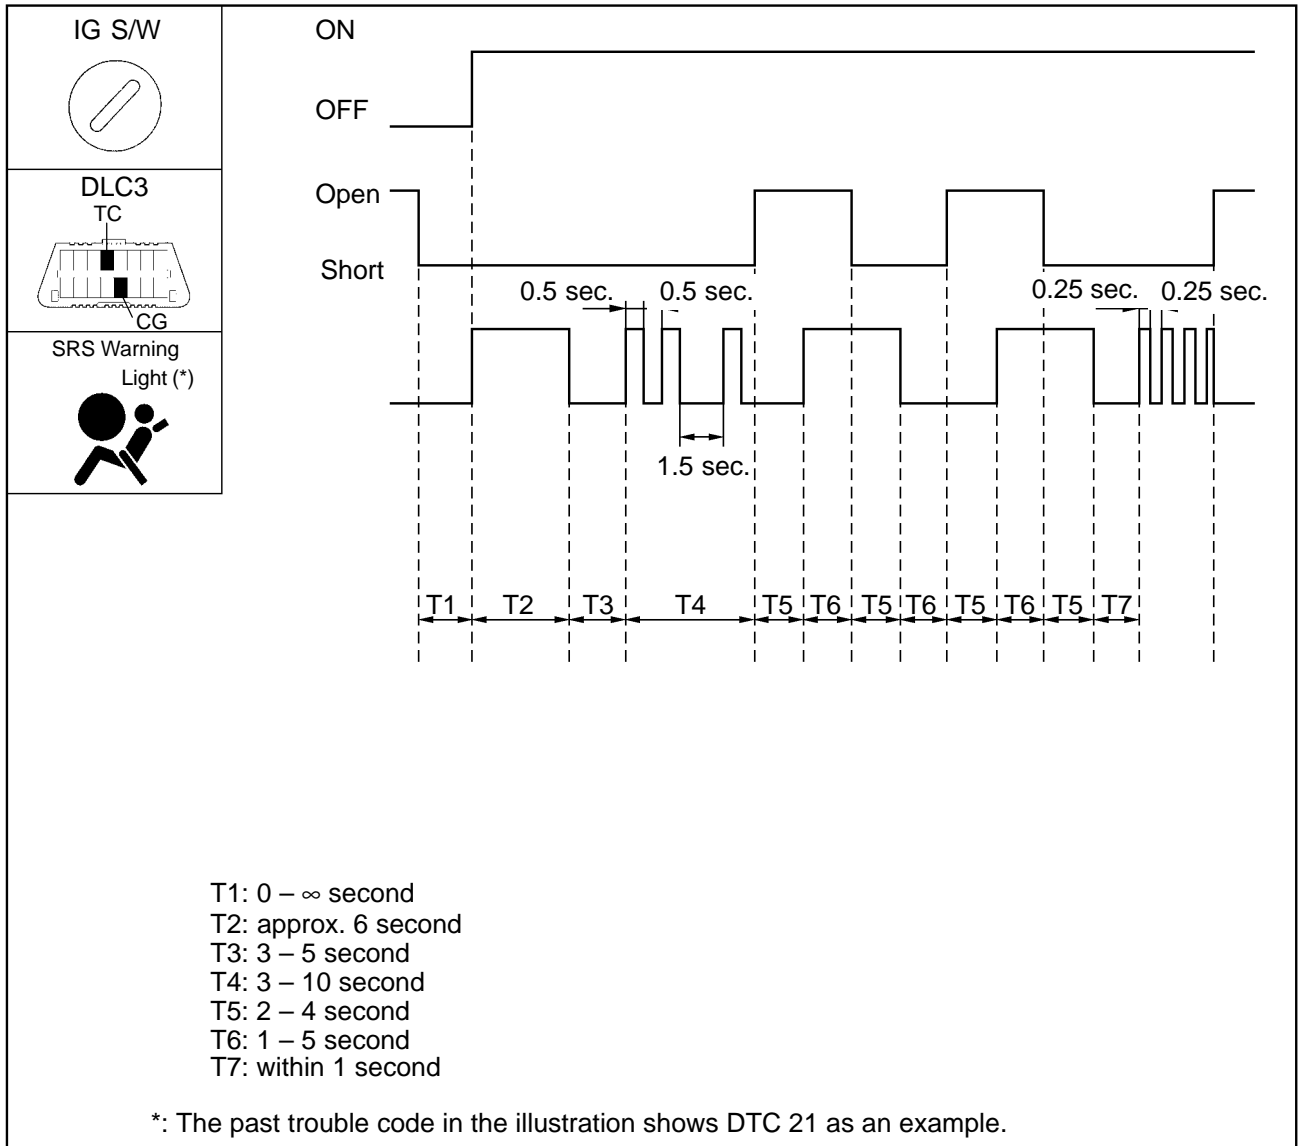 IG S/W
ON
OFF
DLC3
TC
CG
Open
Short
SRS Warning
Light (*)
0.5 sec.
0.5 sec.
0.25 sec.
0.25 sec.
1.5 sec.
T1
T2
T3
T4
T5
T6
T5
T6
T5
T6
T5
T7
T1: 0 – ∞ second
T2: approx. 6 second
T3: 3 – 5 second
T4: 3 – 10 second
T5: 2 – 4 second
T6: 1 – 5 second
T7: within 1 second
*: The past trouble code in the illustration shows DTC 21 as an example.